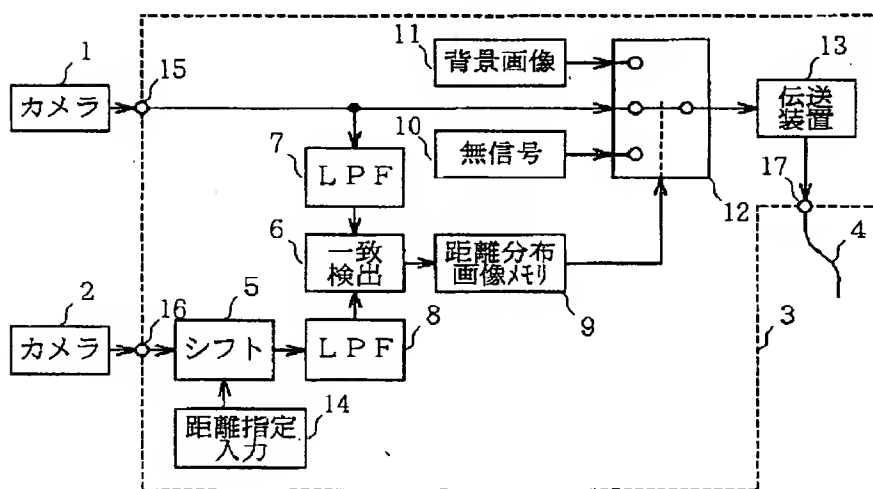 1
カメラ
15
11
背景画像
13
伝送
装置
7
LPF
10
無信号
12
17
4
6
一致
検出
距離分布
画像メモリ
9
2
カメラ
16
5
シフト
LPF
8
3
距離指定
入力
14